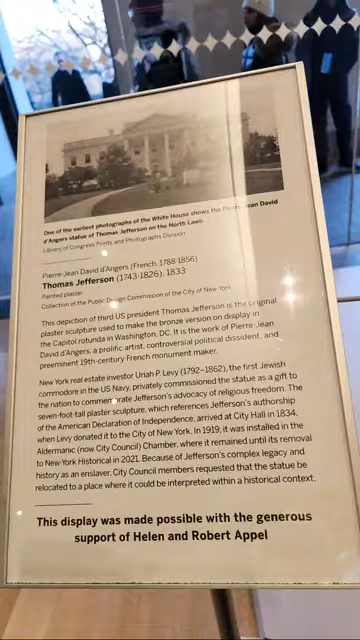 One of the earliest photographs of the White House shows the Pierre-Jean David
d'Angers statue of Thomas Jefferson on the North Lawn
Library of Congress Prints and Photographs Division
Pierre-Jean David d'Angers (French, 1788-1856)
Thomas Jefferson (1743-1826), 1833
Painted plaster
Collection of the Public Design Commission of the City of New York
This depiction of third US president Thomas Jefferson is the original
plaster sculpture used to make the bronze version on display in
the Capitol rotunda in Washington, DC. It is the work of Pierre-Jean
David d'Angers, a prolific artist, controversial political dissident, and
preeminent 19th-century French monument maker.
New York real estate investor Uriah P. Levy (1792–1862), the first Jewish
commodore in the US Navy, privately commissioned the statue as a gift to
the nation to commemorate Jefferson's advocacy of religious freedom. The
seven-foot-tall plaster sculpture, which references Jefferson's authorship
of the American Declaration of Independence, arrived at City Hall in 1834,
when Levy donated it to the City of New York. In 1919, it was installed in the
Aldermanic (now City Council) Chamber, where it remained until its removal
to New-York Historical in 2021. Because of Jefferson's complex legacy and
history as an enslaver, City Council members requested that the statue be
relocated to a place where it could be interpreted within a historical context.
This display was made possible with the generous
support of Helen and Robert Appel